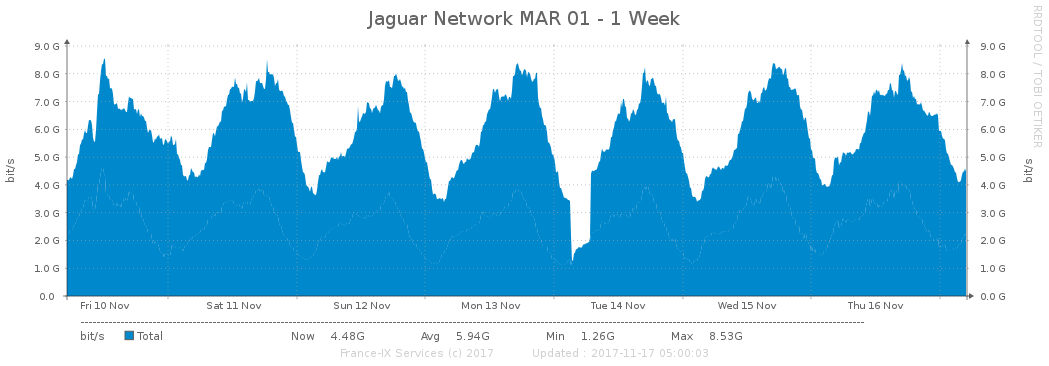 Jaguar Network MAR 01 - 1 Week
RRDTOOL / TOBI OETIKER
bit/s
bit/s
9.0 G 9.0 G
8.0 G 8.0 G
7.0 G 7.0 G
6.0 G 6.0 G
5.0 G 5.0 G
4.0 G 4.0 G
3.0 G 3.0 G
2.0 G 2.0 G
1.0 G 1.0 G
0.0 0.0 G
Fri 10 Nov Sat 11 Nov Sun 12 Nov Mon 13 Nov Tue 14 Nov Wed 15 Nov Thu 16 Nov
bit/s Total Now 4.48G Avg 5.94G Min 1.26G Max 8.53G
France-IX Services (c) 2017 Updated : 2017-11-17 05:00:03